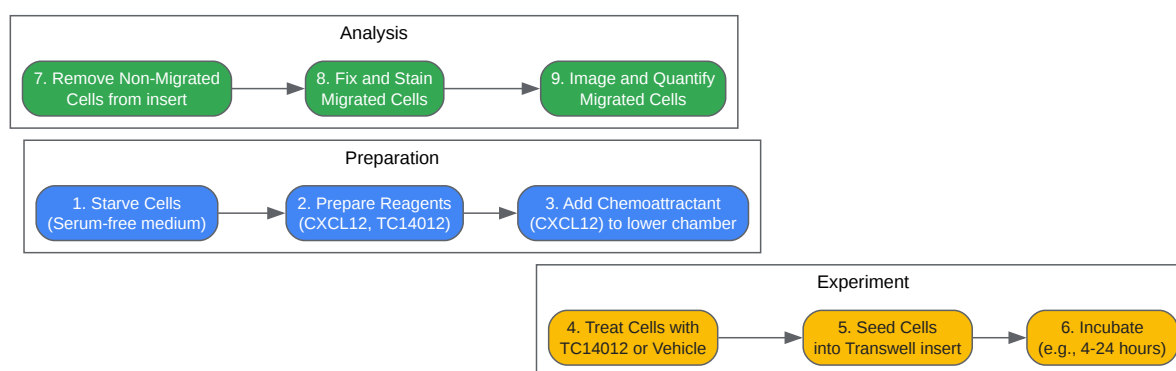 Analysis
7. Remove Non-Migrated
Cells from insert
8. Fix and Stain
Migrated Cells
9. Image and Quantify
Migrated Cells
Preparation
1. Starve Cells
(Serum-free medium)
2. Prepare Reagents
(CXCL12, TC14012)
3. Add Chemoattractant
(CXCL12) to lower chamber
Experiment
4. Treat Cells with
TC14012 or Vehicle
5. Seed Cells
into Transwell insert
6. Incubate
(e.g., 4-24 hours)